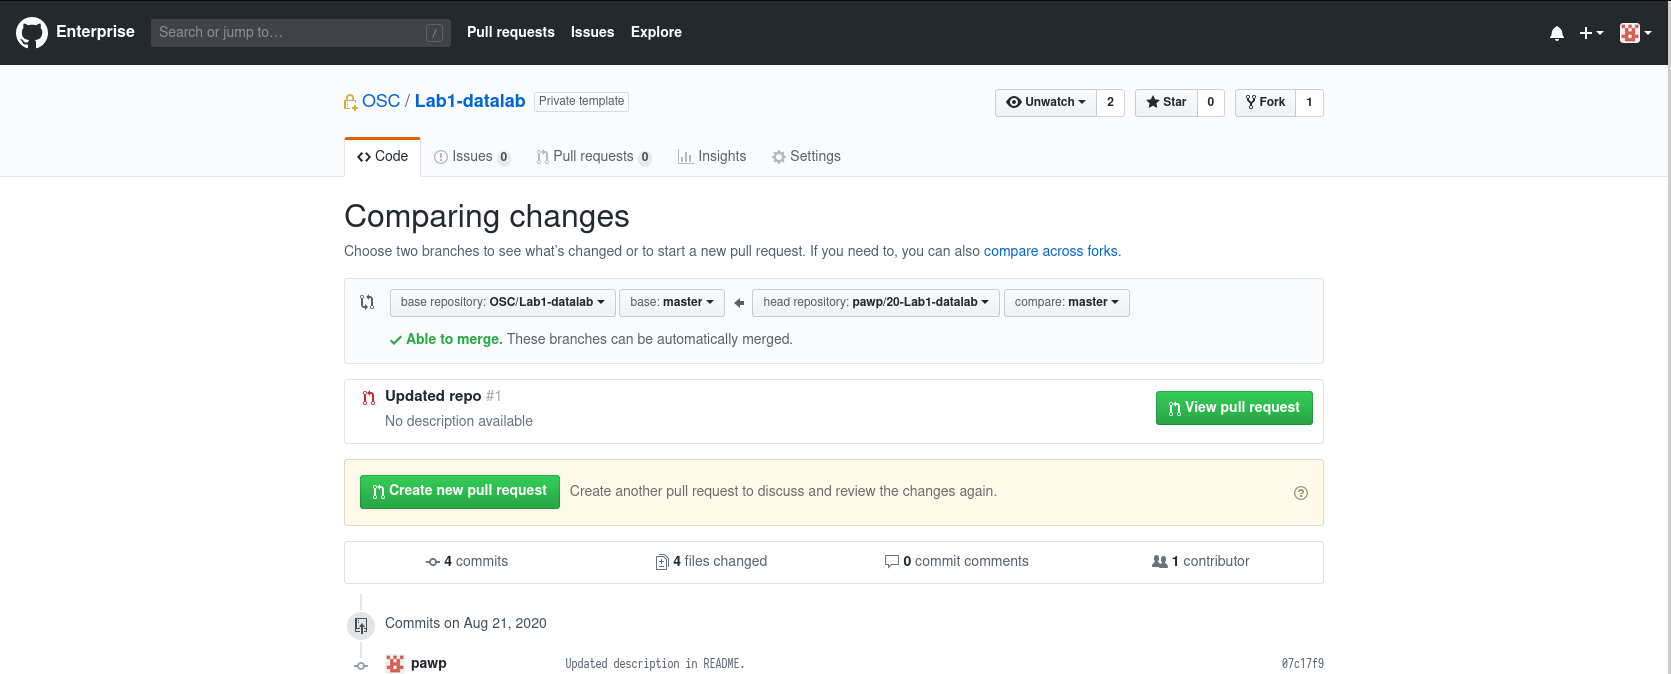 Enterprise Search or jump to… / Pull requests Issues Explore
OSC / Lab1-datalab Private template Unwatch 2 Star 0 Fork 1
Code Issues 0 Pull requests 0 Insights Settings
Comparing changes
Choose two branches to see what’s changed or to start a new pull request. If you need to, you can also compare across forks.
base repository: OSC/Lab1-datalab base: master head repository: pawp/20-Lab1-datalab compare: master
Able to merge. These branches can be automatically merged.
Updated repo #1
No description available
View pull request
Create new pull request Create another pull request to discuss and review the changes again.
4 commits 4 files changed 0 commit comments 1 contributor
Commits on Aug 21, 2020
pawp Updated description in README. 07c17f9